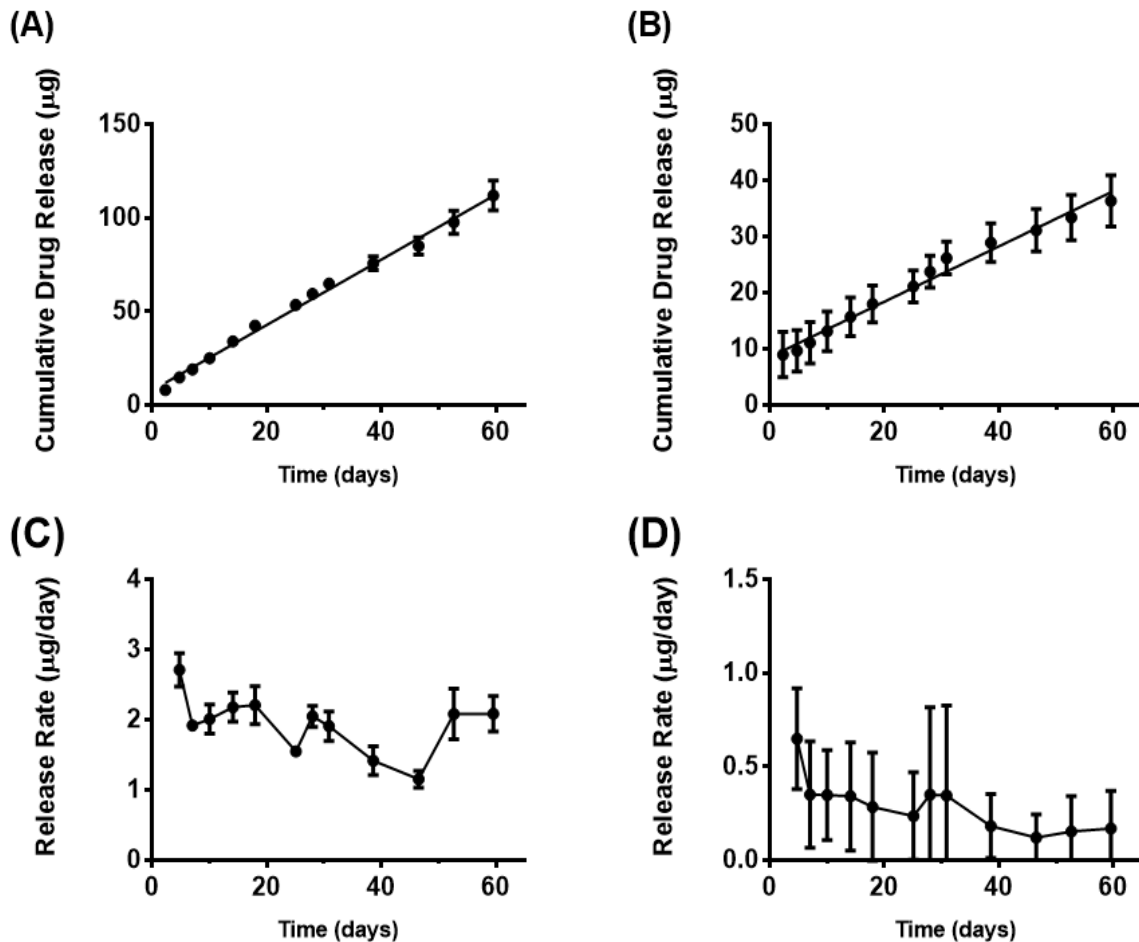 (A)
Cumulative Drug Release (μg)
150
100
50
0
0 20 40 60
Time (days)
(B)
Cumulative Drug Release (μg)
50
40
30
20
10
0
0 20 40 60
Time (days)
(C)
Release Rate (μg/day)
4
3
2
1
0
0 20 40 60
Time (days)
(D)
Release Rate (μg/day)
1.5
1.0
0.5
0.0
0 20 40 60
Time (days)